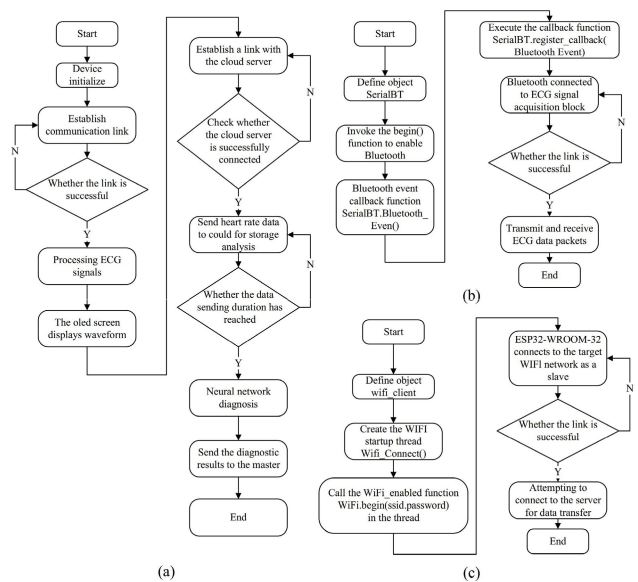 Start
Device
initialize
Establish
communication link
N
Whether the link is
successful
Y
Processing ECG
signals
The oled screen
displays waveform
Establish a link with
the cloud server
N
Check whether
the cloud server
is successfully
connected
Y
Send heart rate data
to could for storage
analysis
N
Whether the data
sending duration has
reached
Y
Neural network
diagnosis
Send the diagnostic
results to the master
End
(a)
Start
Define object
SerialBT
Invoke the begin()
function to enable
Bluetooth
Bluetooth event
callback function
SerialBT.Bluetooth_
Even()
Execute the callback function
SerialBT.register_callback(
Bluetooth Event)
Bluetooth connected
to ECG signal
acquisition block
N
Whether the link is
successful
Y
Transmit and receive
ECG data packets
End
(b)
Start
Define object
wifi_client
Create the WIFI
startup thread
Wifi_Connect()
Call the WiFi_enabled function
WiFi.begin(ssid.password)
in the thread
ESP32-WROOM-32
connects to the target
WIFI network as a
slave
N
Whether the link is
successful
Y
Attempting to
connect to the server
for data transfer
End
(c)